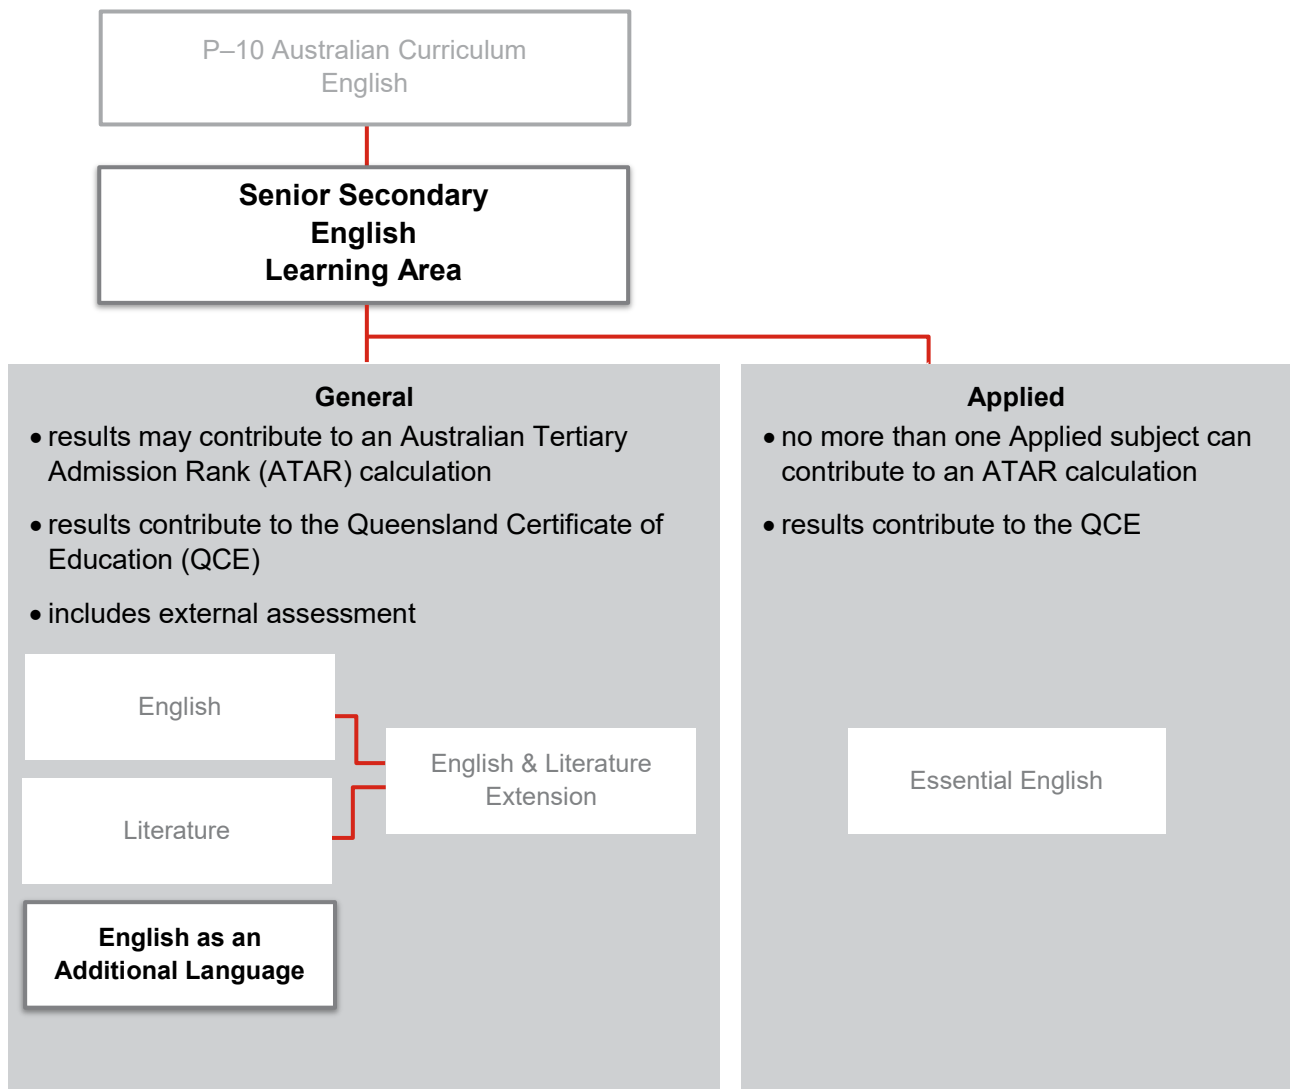 P–10 Australian Curriculum
English
Senior Secondary
English
Learning Area
General
• results may contribute to an Australian Tertiary
Admission Rank (ATAR) calculation
• results contribute to the Queensland Certificate of
Education (QCE)
• includes external assessment
English
Literature
English & Literature
Extension
English as an
Additional Language
Applied
• no more than one Applied subject can
contribute to an ATAR calculation
• results contribute to the QCE
Essential English